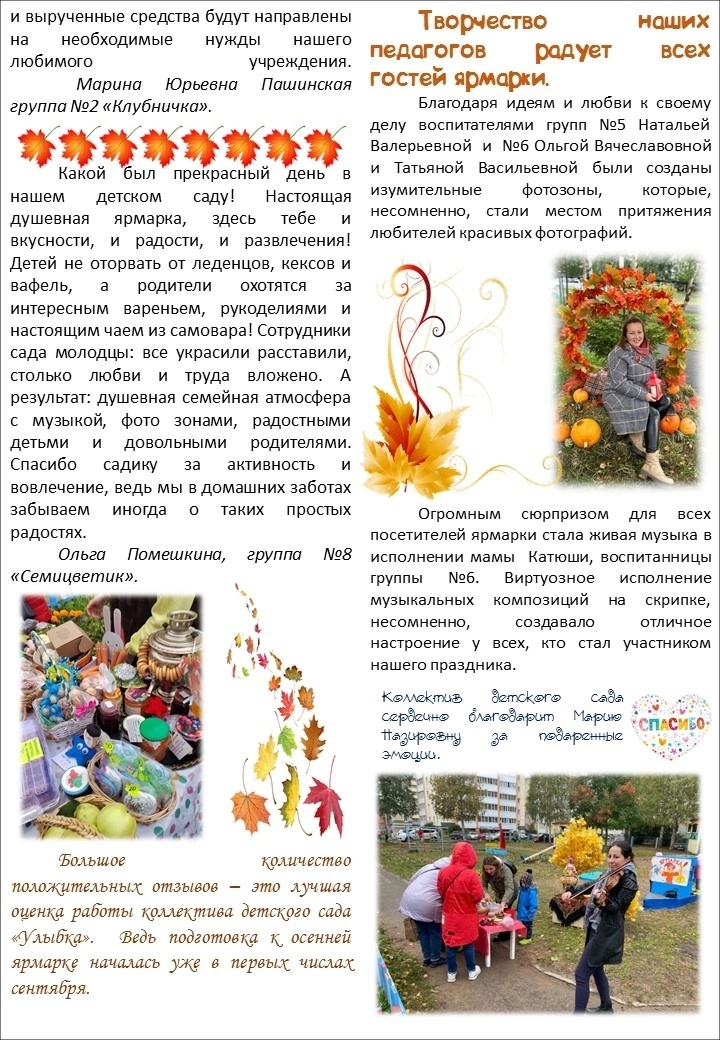 и вырученные средства будут направлены
на необходимые нужды нашего
любимого учреждения.
Марина Юрьевна Пашинская
группа №2 «Клубничка».
Какой был прекрасный день в
нашем детском саду! Настоящая
душевная ярмарка, здесь тебе и
вкусности, и радости, и развлечения!
Детей не оторвать от леденцов, кексов и
вафель, а родители охотятся за
интересным вареньем, рукоделиями и
настоящим чаем из самовара! Сотрудники
сада молодцы: все украсили расставили,
столько любви и труда вложено. А
результат: душевная семейная атмосфера
с музыкой, фото зонами, радостными
детьми и довольными родителями.
Спасибо садику за активность и
вовлечение, ведь мы в домашних заботах
забываем иногда о таких простых
радостях.
Ольга Помешкина, группа №8
«Семицветик».
Большое количество
положительных отзывов – это лучшая
оценка работы коллектива детского сада
«Улыбка». Ведь подготовка к осенней
ярмарке началась уже в первых числах
сентября.
Творчество наших
педагогов радует всех
гостей ярмарки.
Благодаря идеям и любви к своему
делу воспитателями групп №5 Натальей
Валерьевной и №6 Ольгой Вячеславовной
и Татьяной Васильевной были созданы
изумительные фотозоны, которые,
несомненно, стали местом притяжения
любителей красивых фотографий.
Огромным сюрпризом для всех
посетителей ярмарки стала живая музыка в
исполнении мамы Катюши, воспитанницы
группы №6. Виртуозное исполнение
музыкальных композиций на скрипке,
несомненно, создавало отличное
настроение у всех, кто стал участником
нашего праздника.
Коллектив детского сада
сердечно благодарит Марию
Назировну за подаренные
эмоции.
СПАСИБО